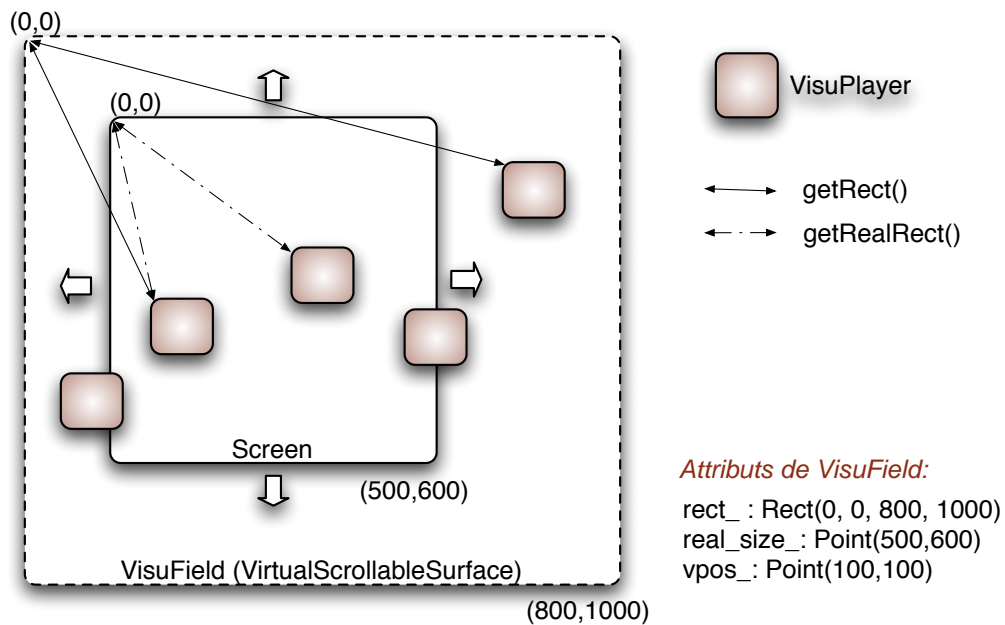 (0,0)
(0,0)
VisuPlayer
getRect()
getRealRect()
Screen
(500,600)
VisuField (VirtualScrollableSurface)
(800,1000)
Attributs de VisuField:
rect_ : Rect(0, 0, 800, 1000)
real_size_: Point(500,600)
vpos_: Point(100,100)